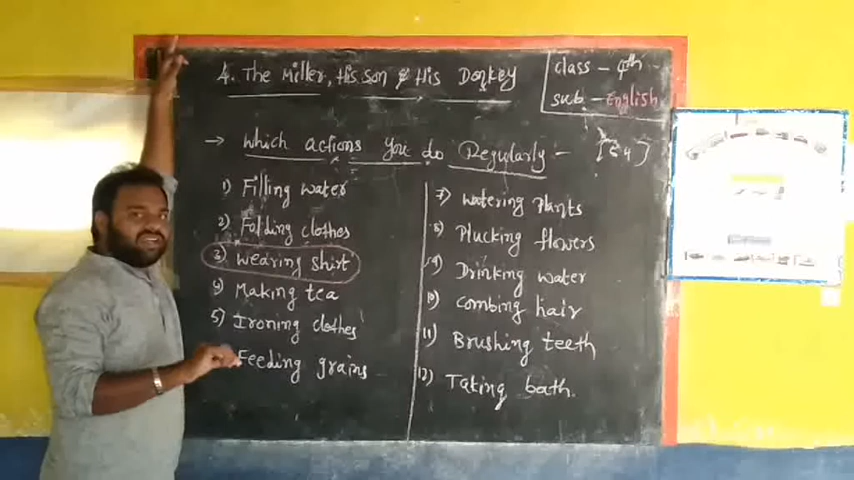 4. The Miller, His Son & His Donkey
class - 4th
sub - English
→ which actions you do Regularly -
1) Filling water
2) Folding clothes
3) wearing shirt
4) Making tea
5) Ironing clothes
Feeding grains
7) watering Plants
8) Plucking flowers
9) Drinking water
10) Combing hair
11) Brushing teeth
12) Taking bath